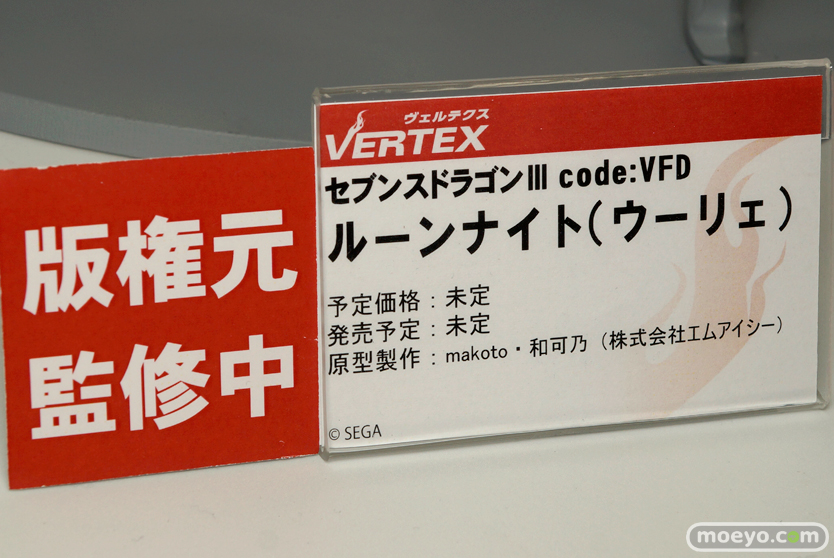 版権元
監修中
ヴェルテクス
VERTEX
セブンスドラゴンⅢ code:VFD
ルーンナイト(ウーリェ)
予定価格:未定
発売予定:未定
原型製作:makoto・和可乃(株式会社エムアイシー)
© SEGA
moeyo.com